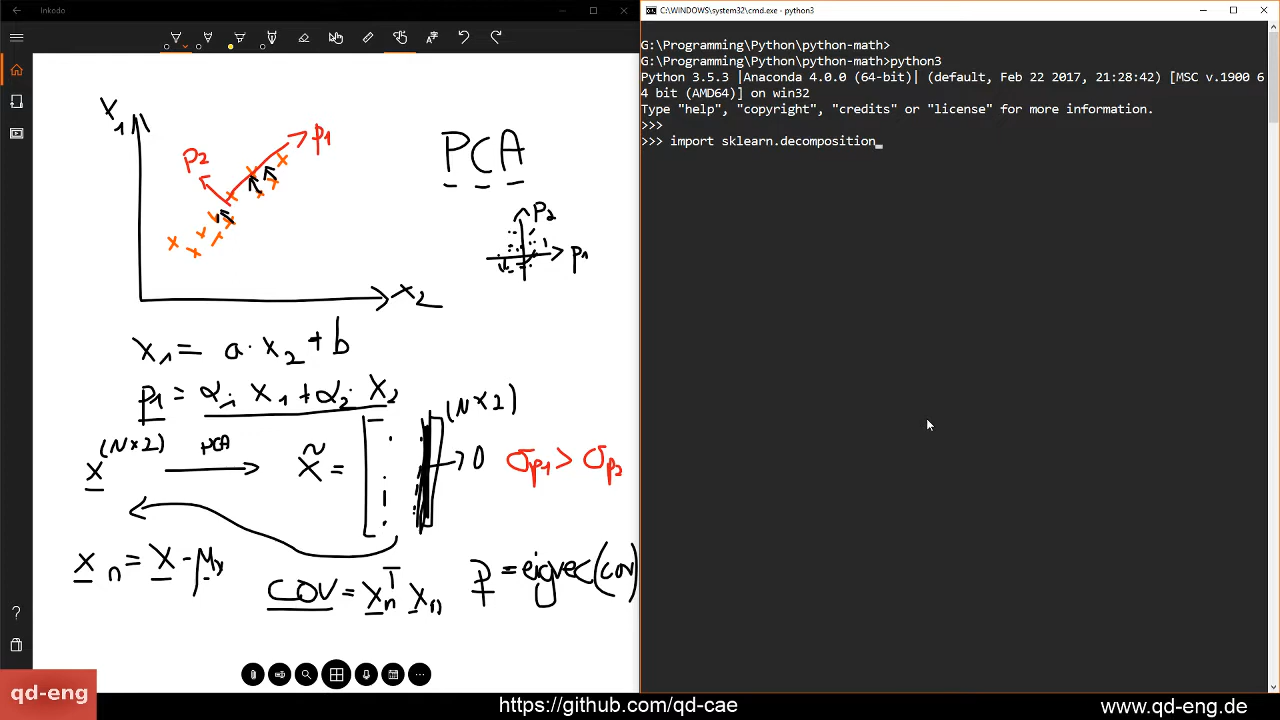 Inkodo
X1
p1
p2
PCA
P2
p1
x2
x1 = a · x2 + b
p1 = αi x1 + αi x2
(N×2)
x
PCA
x̃ =
(N×2)
→ 0
σp1 > σp2
x n = x - μx
COV = xn^T xn
P = eigvec(cov)
C:\WINDOWS\system32\cmd.exe - python3
G:\Programming\Python\python-math>
G:\Programming\Python\python-math>python3
Python 3.5.3 |Anaconda 4.0.0 (64-bit)| (default, Feb 22 2017, 21:28:42) [MSC v.1900 6
4 bit (AMD64)] on win32
Type "help", "copyright", "credits" or "license" for more information.
>>>
>>> import sklearn.decomposition_
qd-eng
https://github.com/qd-cae
www.qd-eng.de